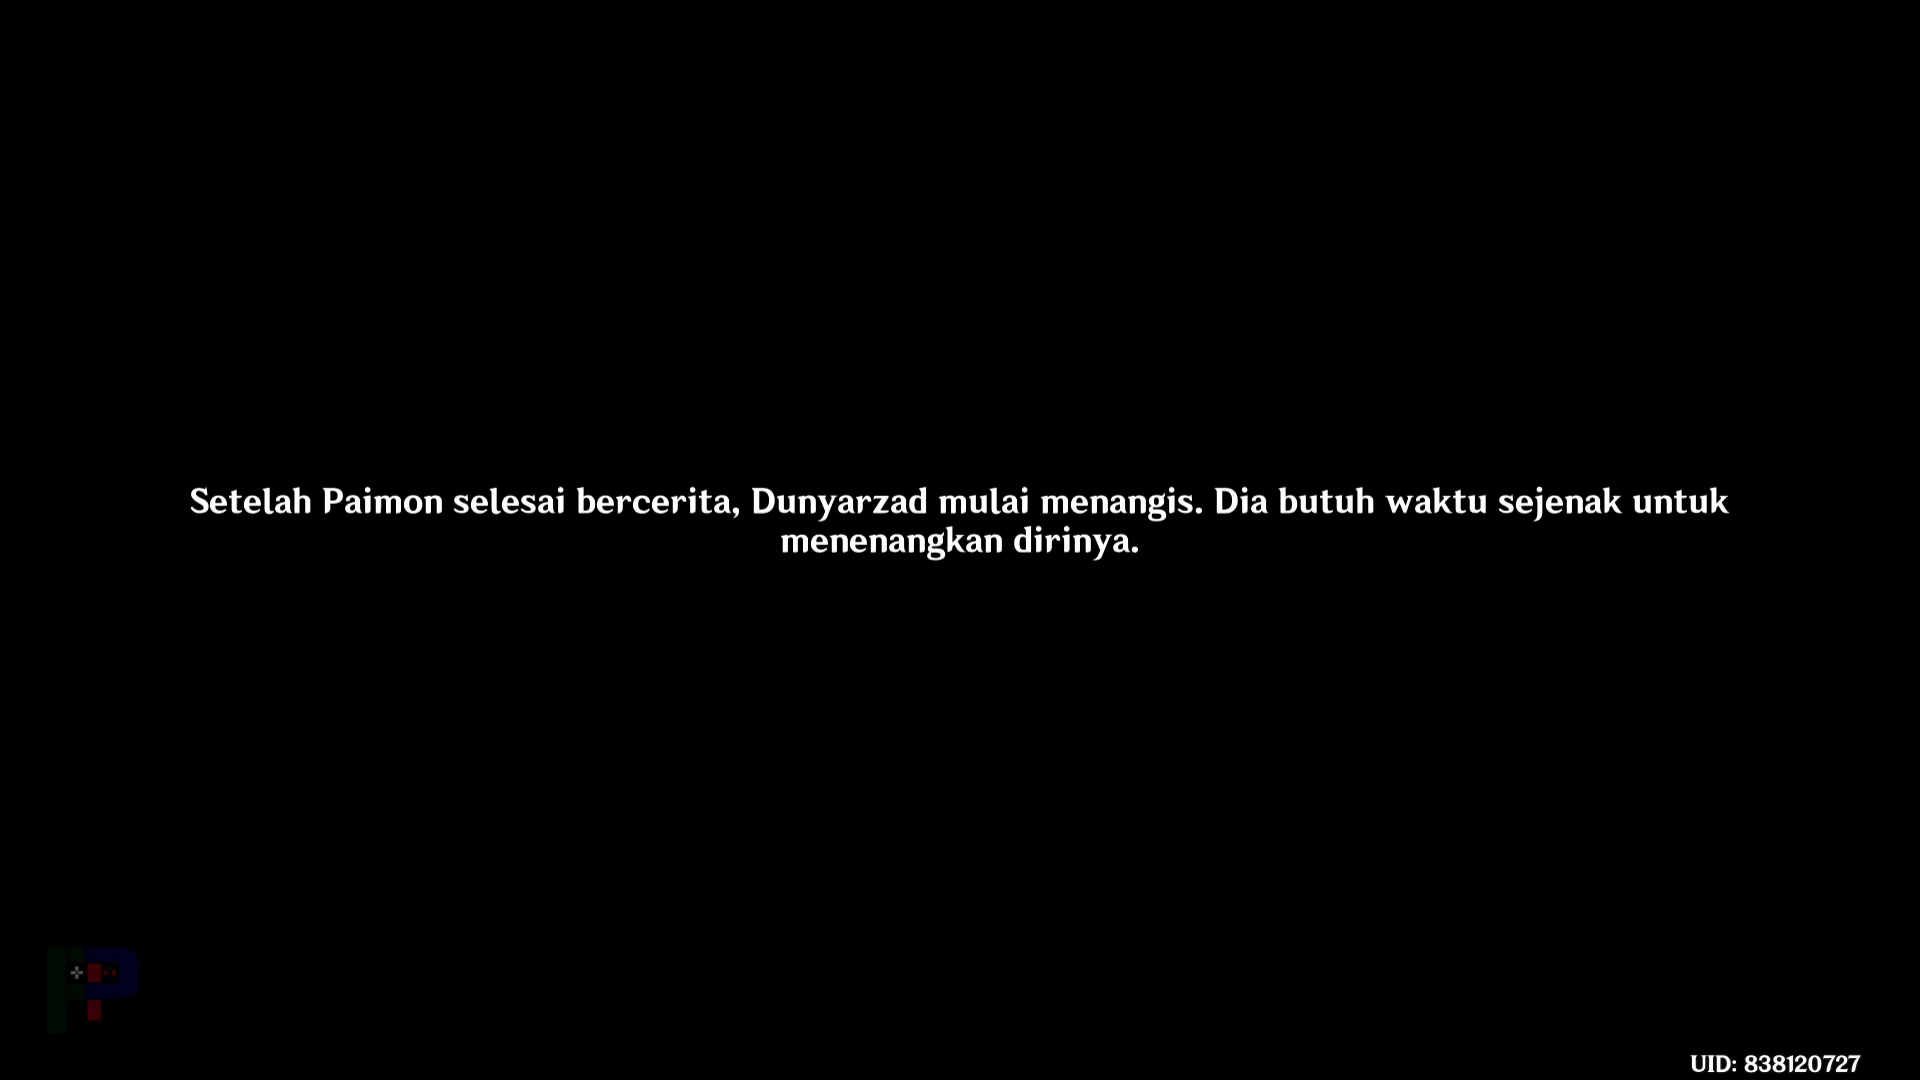 Setelah Paimon selesai bercerita, Dunyarzad mulai menangis. Dia butuh waktu sejenak untuk
menenangkan dirinya.
UID: 838120727